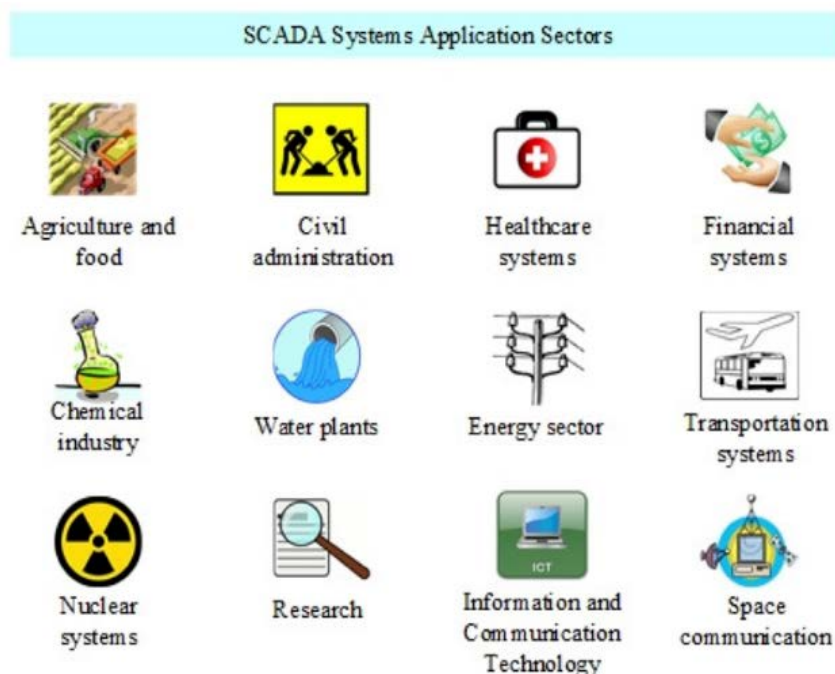 SCADA Systems Application Sectors
Agriculture and
food
Civil
administration
Healthcare
systems
Financial
systems
Chemical
industry
Water plants
Energy sector
Transportation
systems
Nuclear
systems
Research
ICT
Information and
Communication
Technology
Space
communication